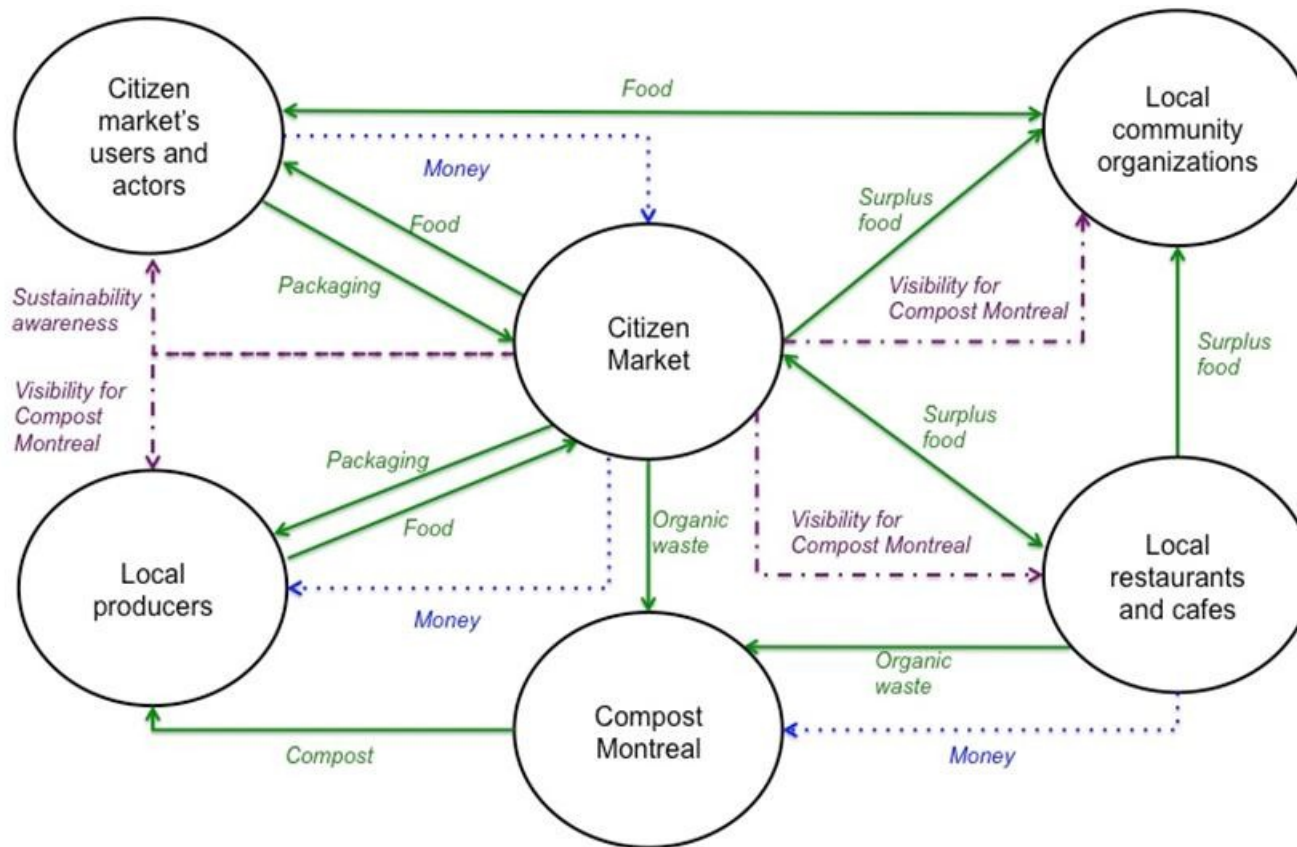 Citizen
market's
users and
actors
Food
Local
community
organizations
Money
Food
Packaging
Surplus
food
Visibility for
Compost Montreal
Sustainability
awareness
Citizen
Market
Surplus
food
Visibility for
Compost
Montreal
Surplus
food
Packaging
Food
Organic
waste
Visibility for
Compost Montreal
Local
producers
Local
restaurants
and cafes
Money
Organic
waste
Compost
Montreal
Compost
Money